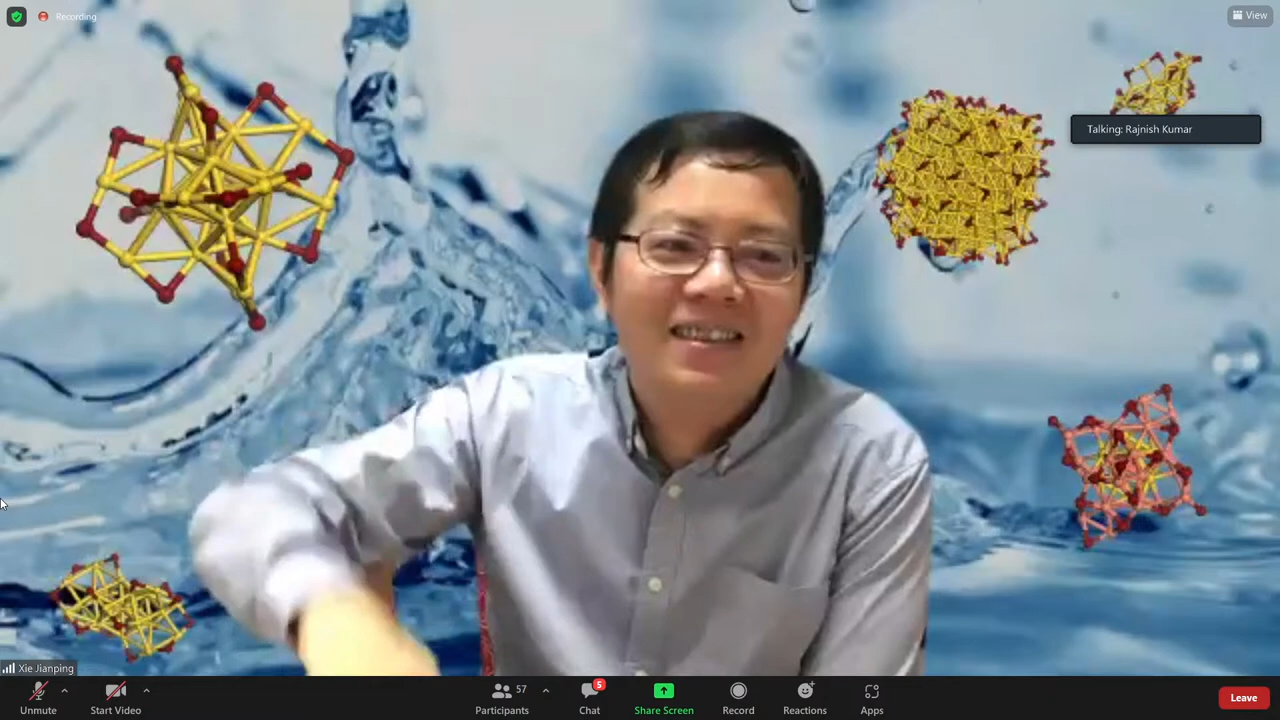 Recording
View
Talking: Rajnish Kumar
Xie Jianping
Unmute
Start Video
57
Participants
5
Chat
Share Screen
Record
Reactions
Apps
Leave